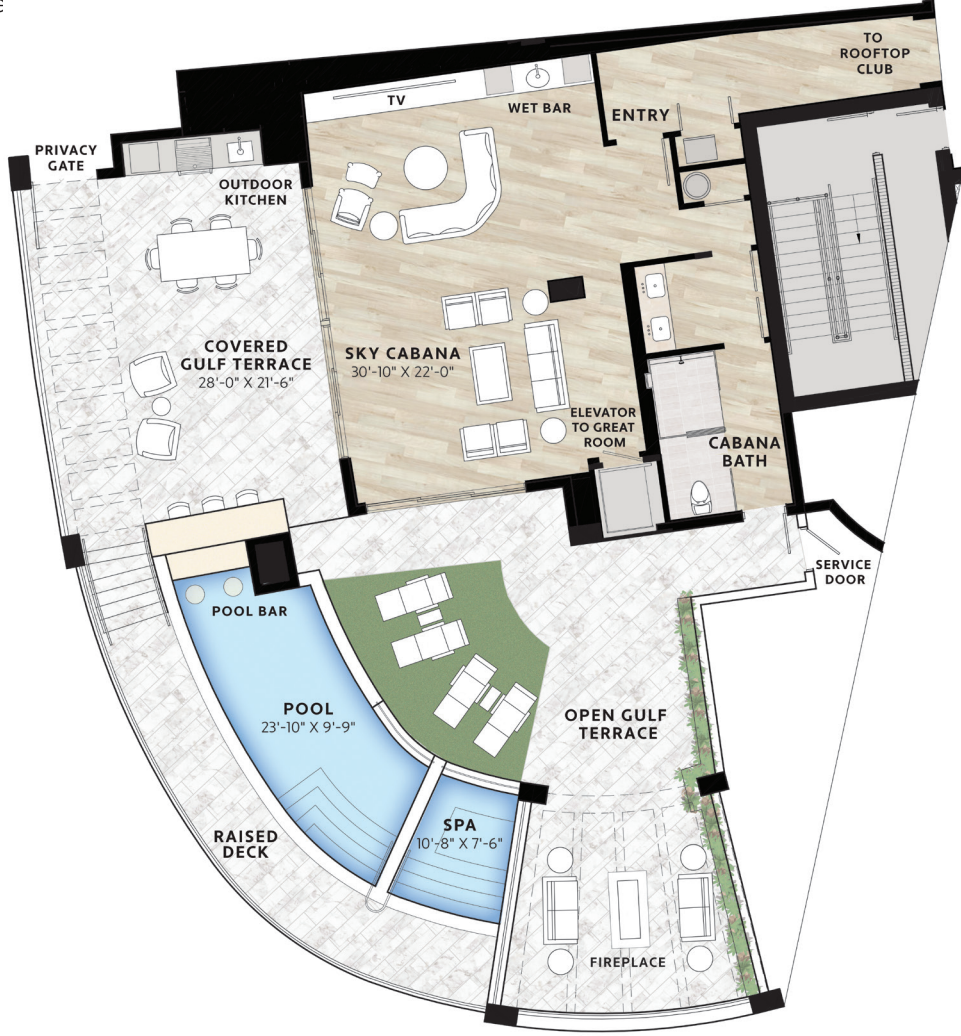 TO
ROOFTOP
CLUB
TV
WET BAR
ENTRY
PRIVACY
GATE
OUTDOOR
KITCHEN
COVERED
GULF TERRACE
28'-0" X 21'-6"
SKY CABANA
30'-10" X 22'-0"
ELEVATOR
TO GREAT
ROOM
CABANA
BATH
SERVICE
DOOR
POOL BAR
POOL
23'-10" X 9'-9"
OPEN GULF
TERRACE
RAISED
DECK
SPA
10'-8" X 7'-6"
FIREPLACE